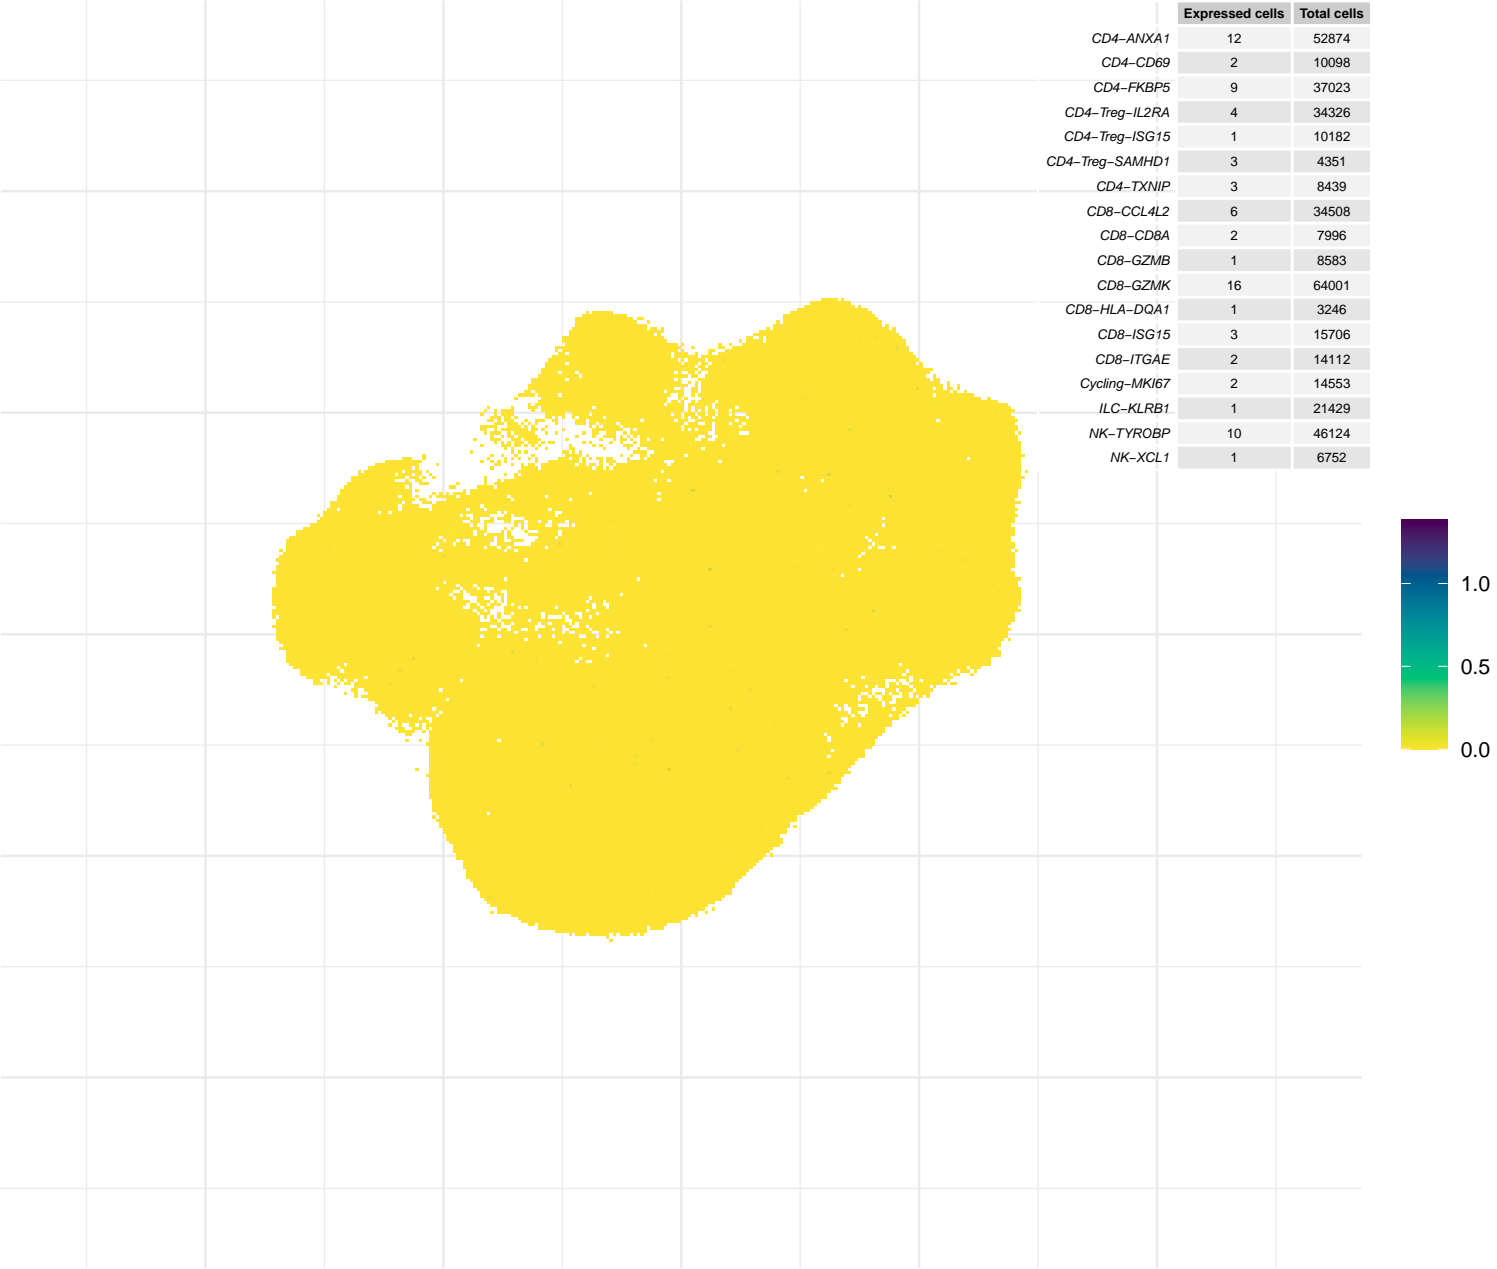 Expressed cells Total cells
CD4−ANXA1 12 52874
CD4−CD69 2 10098
CD4−FKBP5 9 37023
CD4−Treg−IL2RA 4 34326
CD4−Treg−ISG15 1 10182
CD4−Treg−SAMHD1 3 4351
CD4−TXNIP 3 8439
CD8−CCL4L2 6 34508
CD8−CD8A 2 7996
CD8−GZMB 1 8583
CD8−GZMK 16 64001
CD8−HLA−DQA1 1 3246
CD8−ISG15 3 15706
CD8−ITGAE 2 14112
Cycling−MKI67 2 14553
ILC−KLRB1 1 21429
NK−TYROBP 10 46124
NK−XCL1 1 6752
1.0
0.5
0.0